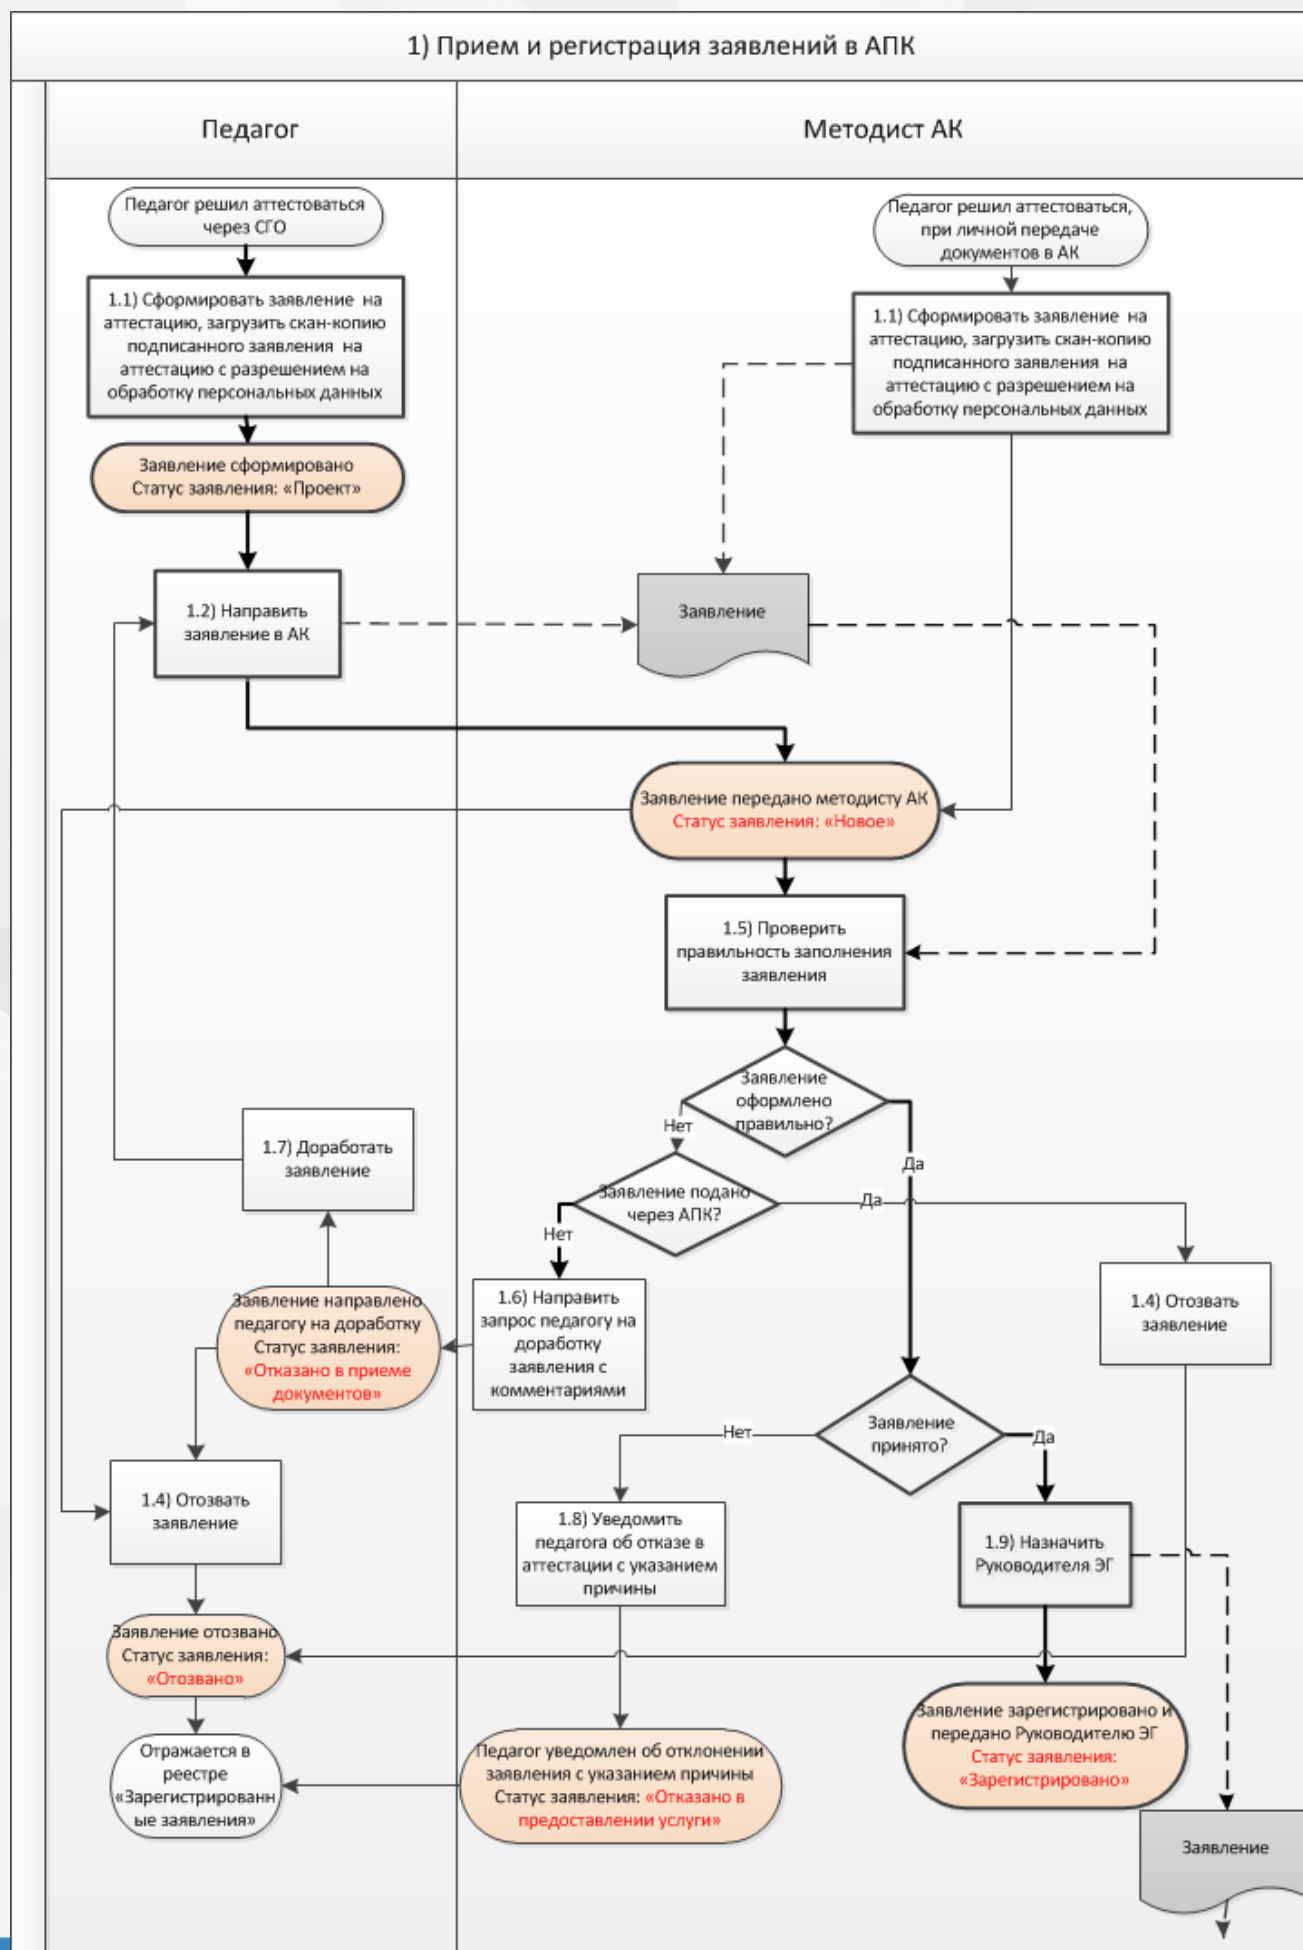 1) Прием и регистрация заявлений в АПК
Педагог
Методист АК
Педагог решил аттестоваться
через СГО
Педагог решил аттестоваться,
при личной передаче
документов в АК
1.1) Сформировать заявление на
аттестацию, загрузить скан-копию
подписанного заявления на
аттестацию с разрешением на
обработку персональных данных
1.1) Сформировать заявление на
аттестацию, загрузить скан-копию
подписанного заявления на
аттестацию с разрешением на
обработку персональных данных
Заявление сформировано
Статус заявления: «Проект»
1.2) Направить
заявление в АК
Заявление
Заявление передано методисту АК
Статус заявления: «Новое»
1.5) Проверить
правильность заполнения
заявления
Заявление
оформлено
правильно?
Нет
Да
1.7) Доработать
заявление
Заявление подано
через АПК?
Да
Нет
1.6) Направить
запрос педагогу на
доработку
заявления с
комментариями
1.4) Отозвать
заявление
Заявление направлено
педагогу на доработку
Статус заявления:
«Отказано в приеме
документов»
Заявление
принято?
Нет
Да
1.4) Отозвать
заявление
1.8) Уведомить
педагога об отказе в
аттестации с указанием
причины
1.9) Назначить
Руководителя ЭГ
Заявление отозвано
Статус заявления:
«Отозвано»
Заявление зарегистрировано и
передано Руководителю ЭГ
Статус заявления:
«Зарегистрировано»
Отражается в
реестре
«Зарегистрированн
ые заявления»
Педагог уведомлен об отклонении
заявления с указанием причины
Статус заявления: «Отказано в
предоставлении услуги»
Заявление